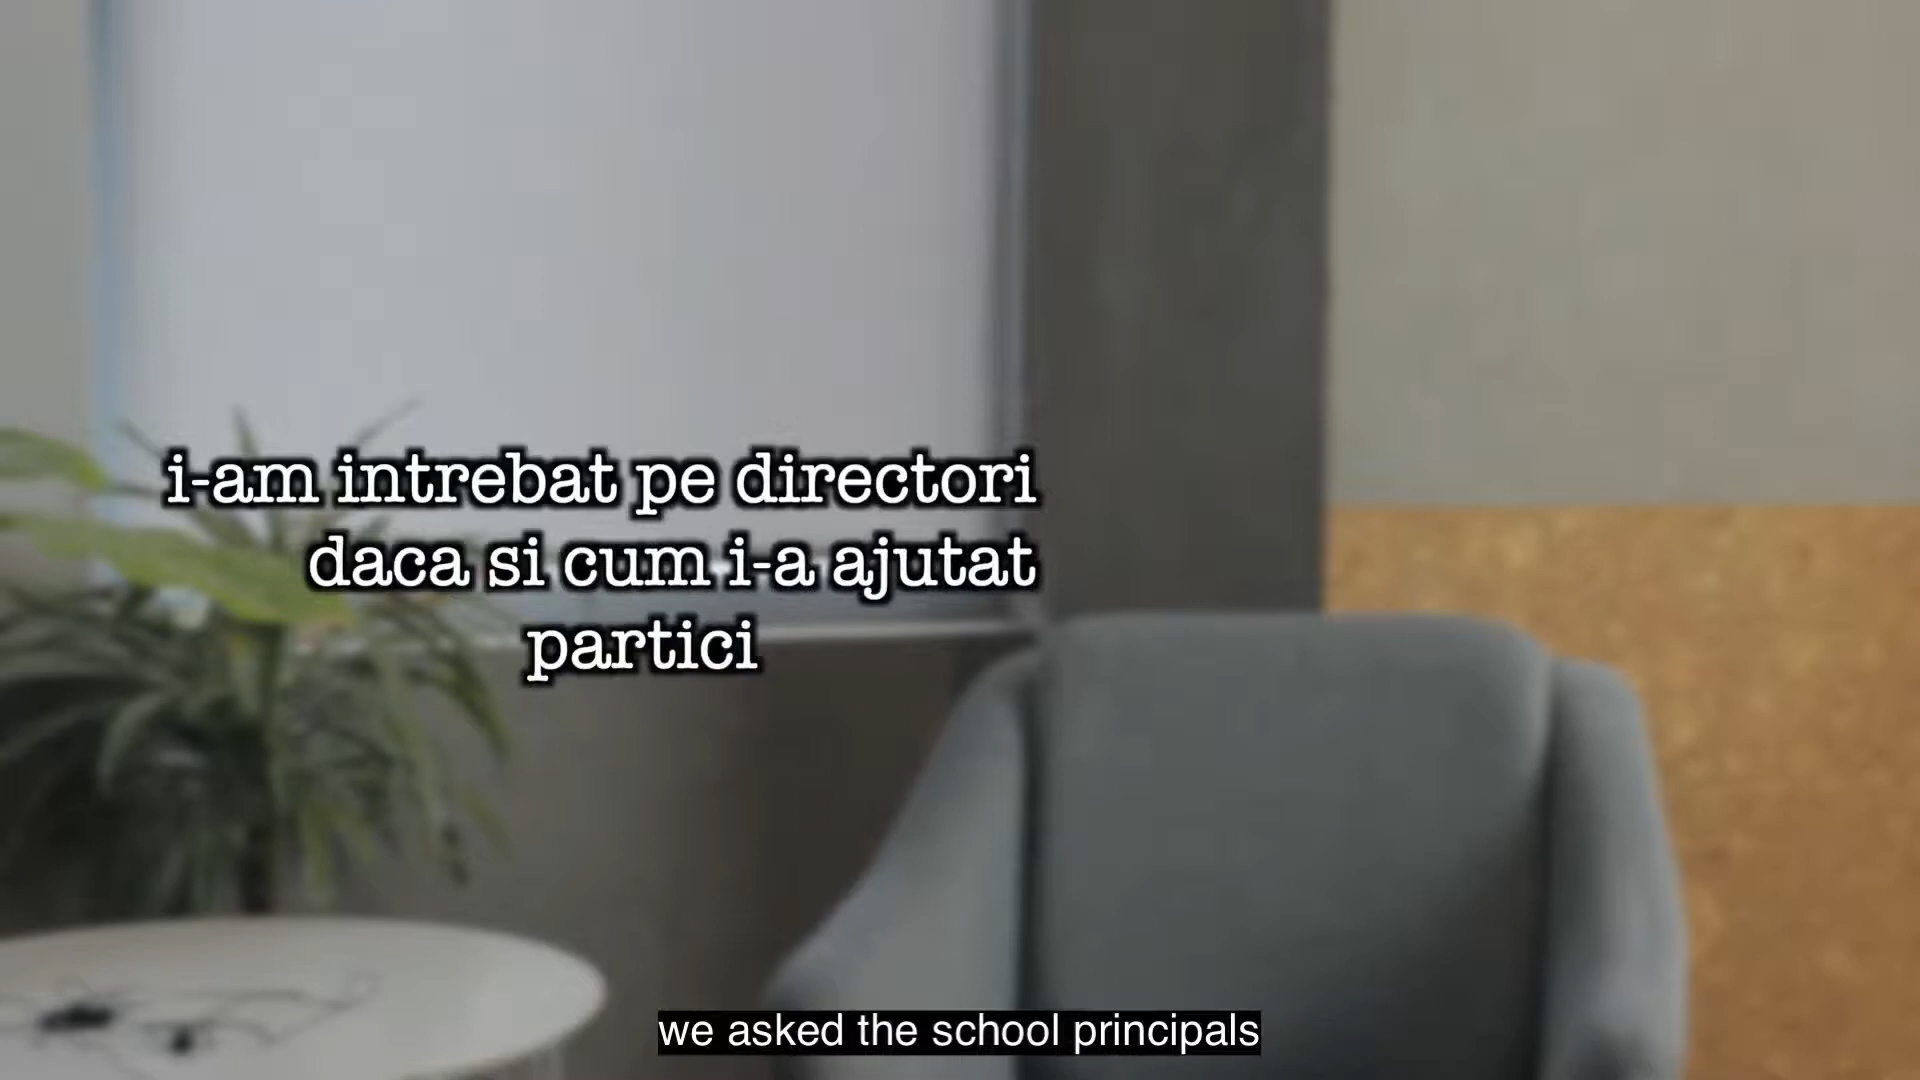 i-am intrebat pe directori
daca si cum i-a ajutat
partici
we asked the school principals